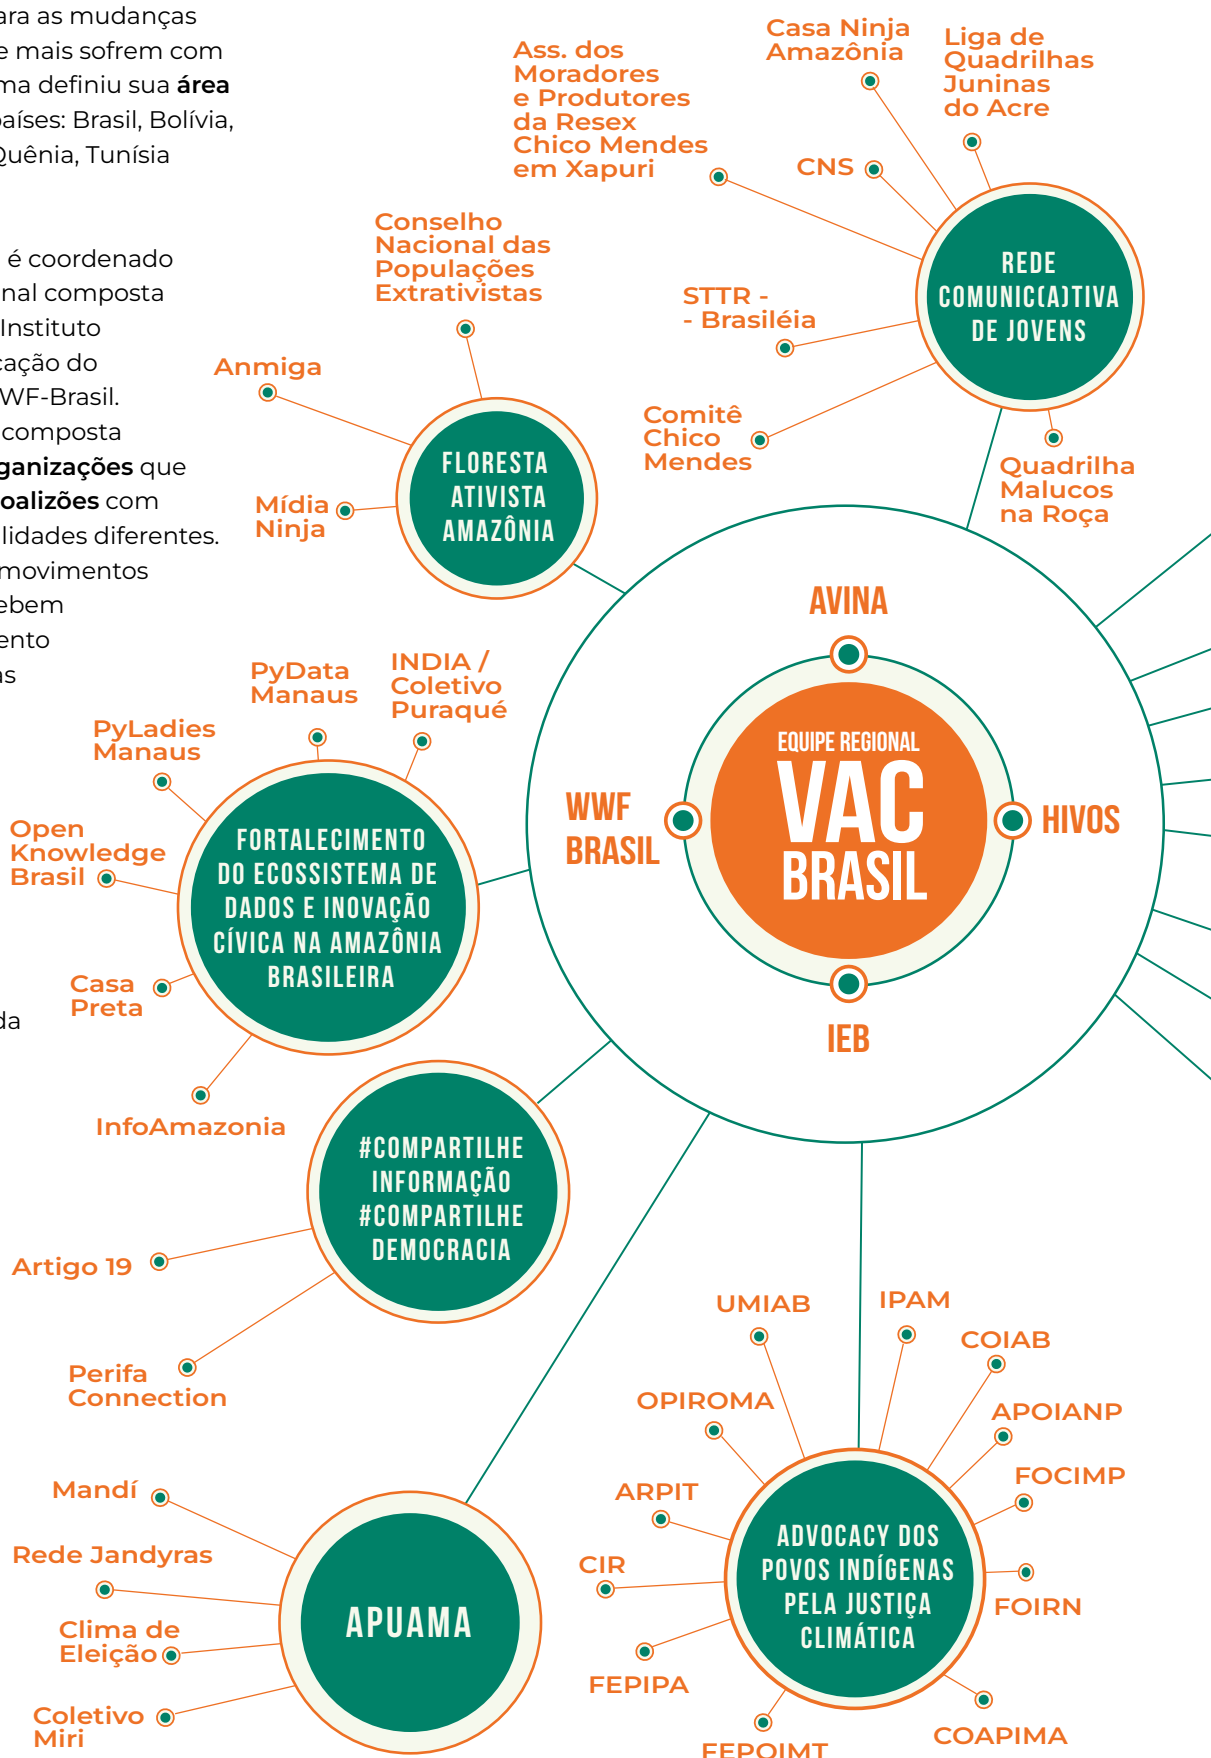 ara as mudanças
e mais sofrem com
ma definiu sua área
países: Brasil, Bolívia,
Quênia, Tunísia
é coordenado
nal composta
Instituto
cação do
WF-Brasil.
composta
ganizações que
oalizões com
lidades diferentes.
movimentos
ebem
ento
as
da
Casa Ninja
Amazônia
Liga de
Quadrilhas
Juninas
do Acre
Ass. dos
Moradores
e Produtores
da Resex
Chico Mendes
em Xapuri
CNS
STTR -
- Brasiléia
Comitê
Chico
Mendes
Quadrilha
Malucos
na Roça
REDE
COMUNIC(A)TIVA
DE JOVENS
Conselho
Nacional das
Populações
Extrativistas
Anmiga
Mídia
Ninja
FLORESTA
ATIVISTA
AMAZÔNIA
AVINA
WWF
BRASIL
EQUIPE REGIONAL
VAC
BRASIL
HIVOS
IEB
INDIA /
Coletivo
Puraqué
PyData
Manaus
PyLadies
Manaus
Open
Knowledge
Brasil
Casa
Preta
InfoAmazonia
FORTALECIMENTO
DO ECOSSISTEMA DE
DADOS E INOVAÇÃO
CÍVICA NA AMAZÔNIA
BRASILEIRA
#COMPARTILHE
INFORMAÇÃO
#COMPARTILHE
DEMOCRACIA
Artigo 19
Perifa
Connection
Mandí
Rede Jandyras
Clima de
Eleição
Coletivo
Miri
APUAMA
UMIAB
IPAM
COIAB
OPIROMA
APOIANP
ARPIT
FOCIMP
CIR
FOIRN
FEPIPA
COAPIMA
FEPOIMT
ADVOCACY DOS
POVOS INDÍGENAS
PELA JUSTIÇA
CLIMÁTICA